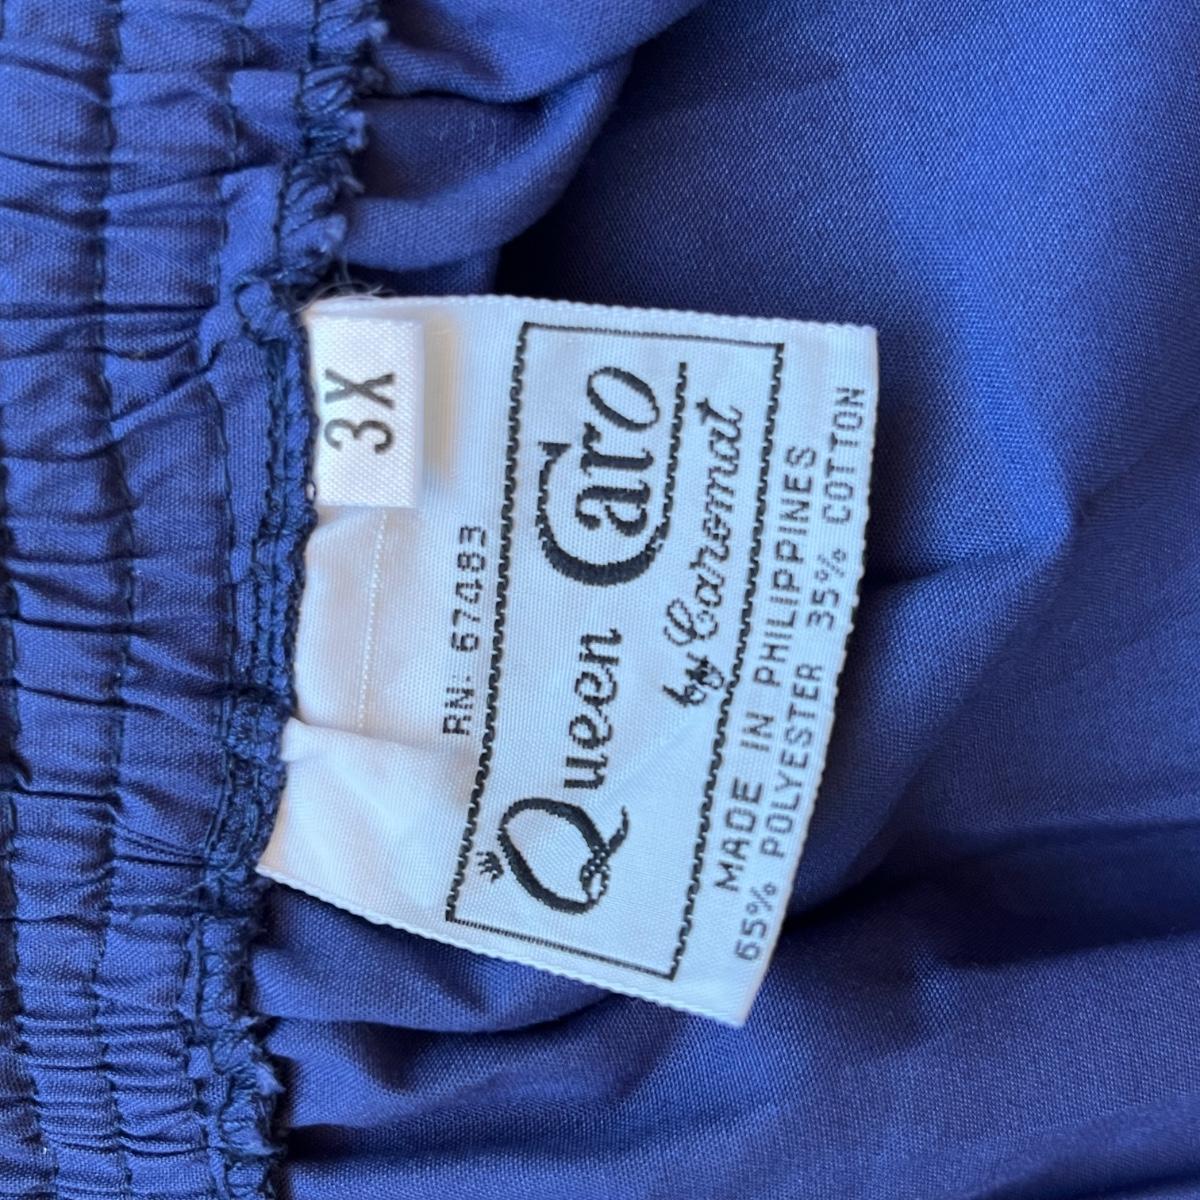 3X
RN: 67483
Queen Caro
by Caromat
MADE IN PHILIPPINES
65% POLYESTER 35% COTTON